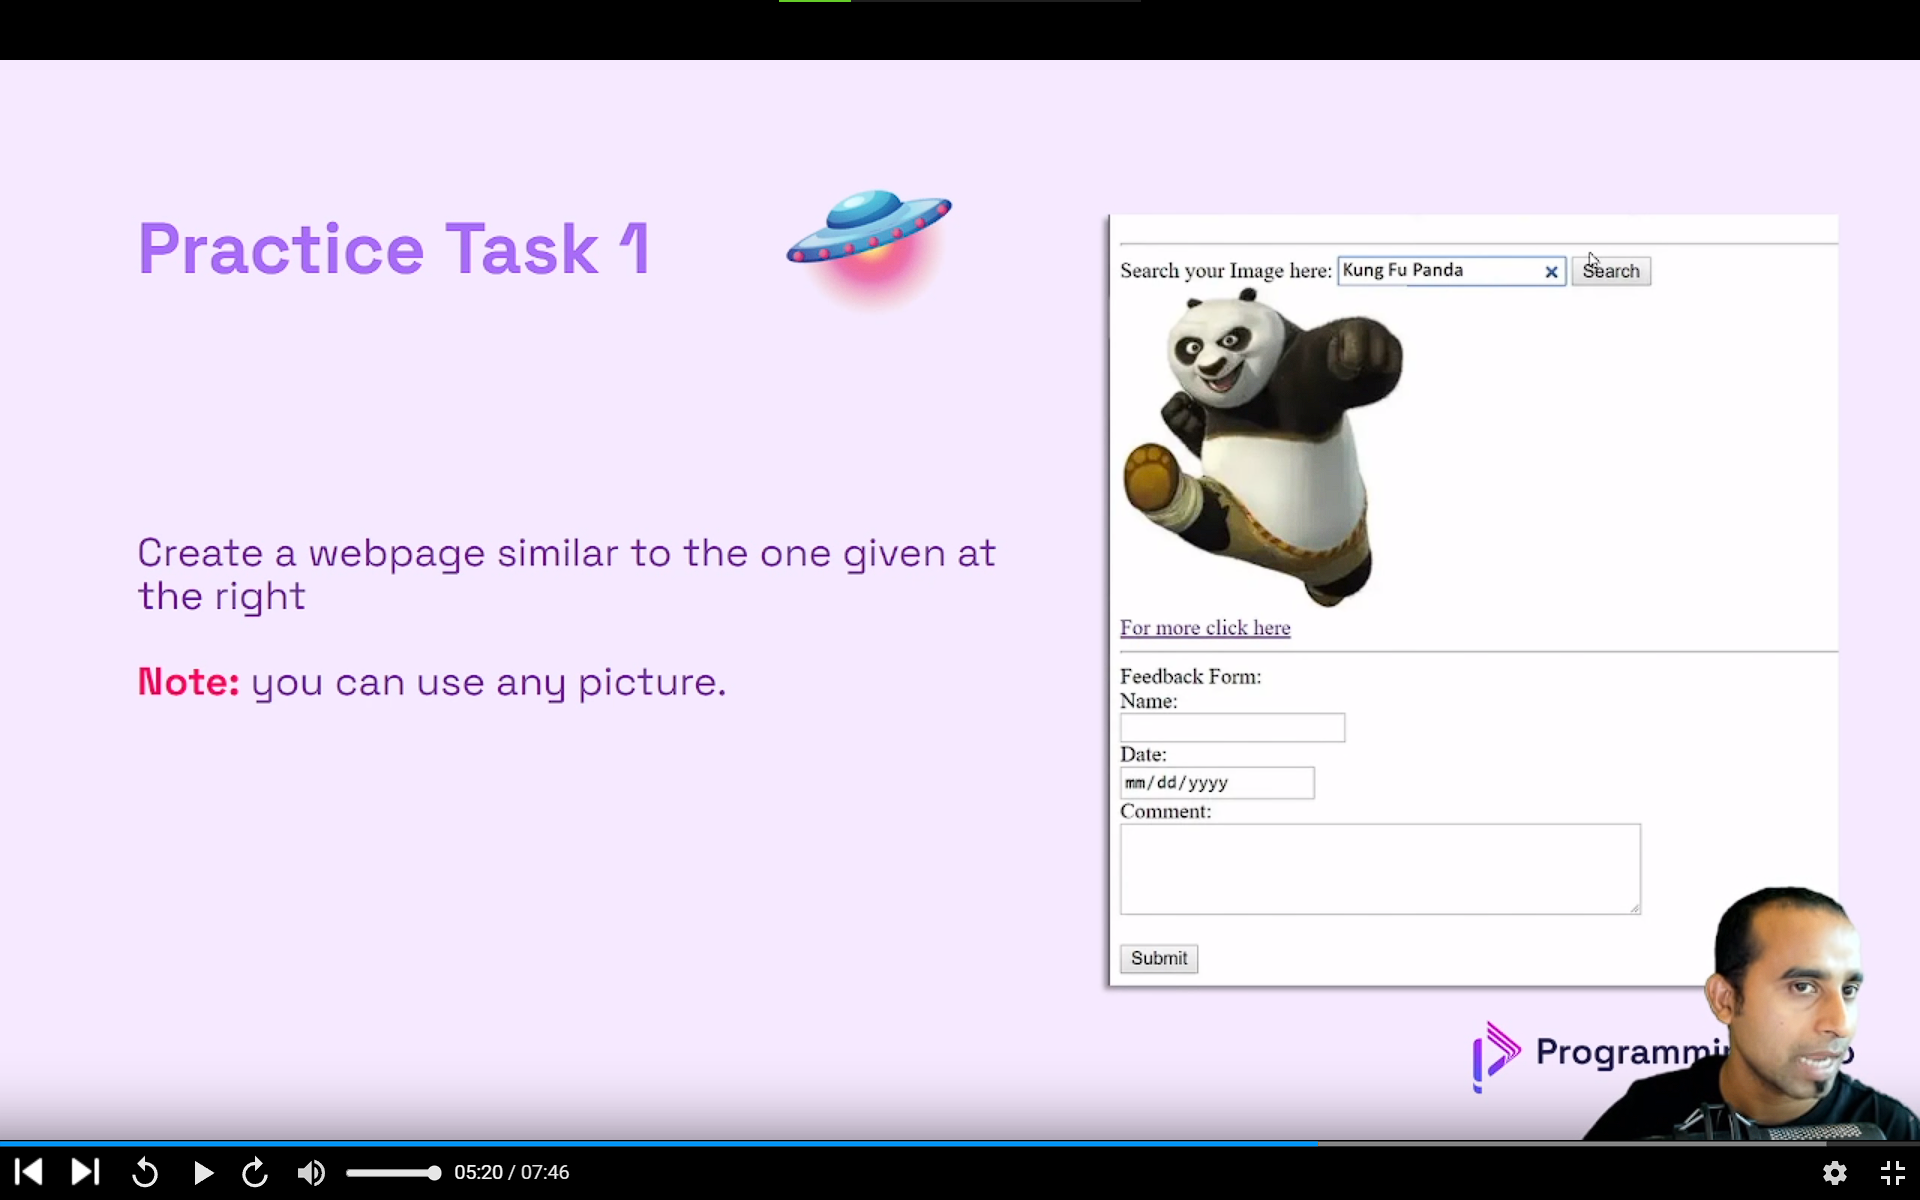 Practice Task 1
Create a webpage similar to the one given at
the right
Note: you can use any picture.
Search your Image here: Kung Fu Panda Search
For more click here
Feedback Form:
Name:
Date:
mm/dd/yyyy
Comment:
Submit
05:20 / 07:46